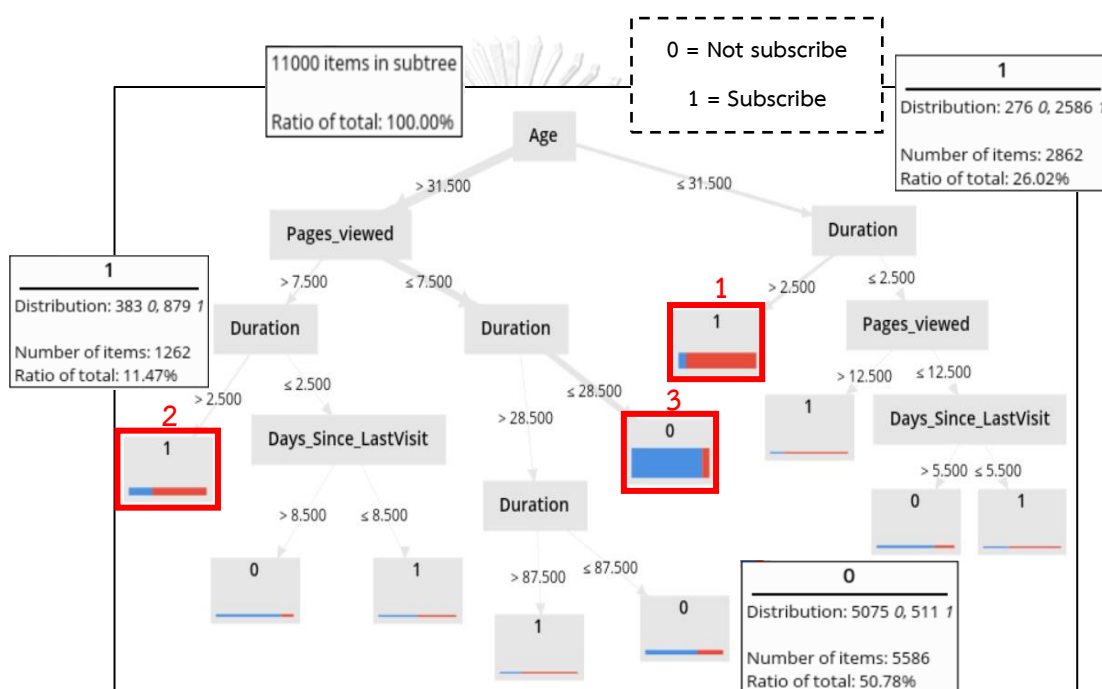 11000 items in subtree
Ratio of total: 100.00%
0 = Not subscribe
1 = Subscribe
1
Distribution: 276 0, 2586 1
Number of items: 2862
Ratio of total: 26.02%
Age
> 31.500
≤ 31.500
Pages_viewed
Duration
1
Distribution: 383 0, 879 1
Number of items: 1262
Ratio of total: 11.47%
> 7.500
≤ 7.500
> 2.500
≤ 2.500
Duration
Duration
1
1
Pages_viewed
> 2.500
≤ 2.500
> 28.500
≤ 28.500
> 12.500
≤ 12.500
2
1
Days_Since_LastVisit
3
0
1
Days_Since_LastVisit
> 8.500
≤ 8.500
Duration
> 5.500
≤ 5.500
0
1
0
1
> 87.500
≤ 87.500
1
0
0
Distribution: 5075 0, 511 1
Number of items: 5586
Ratio of total: 50.78%